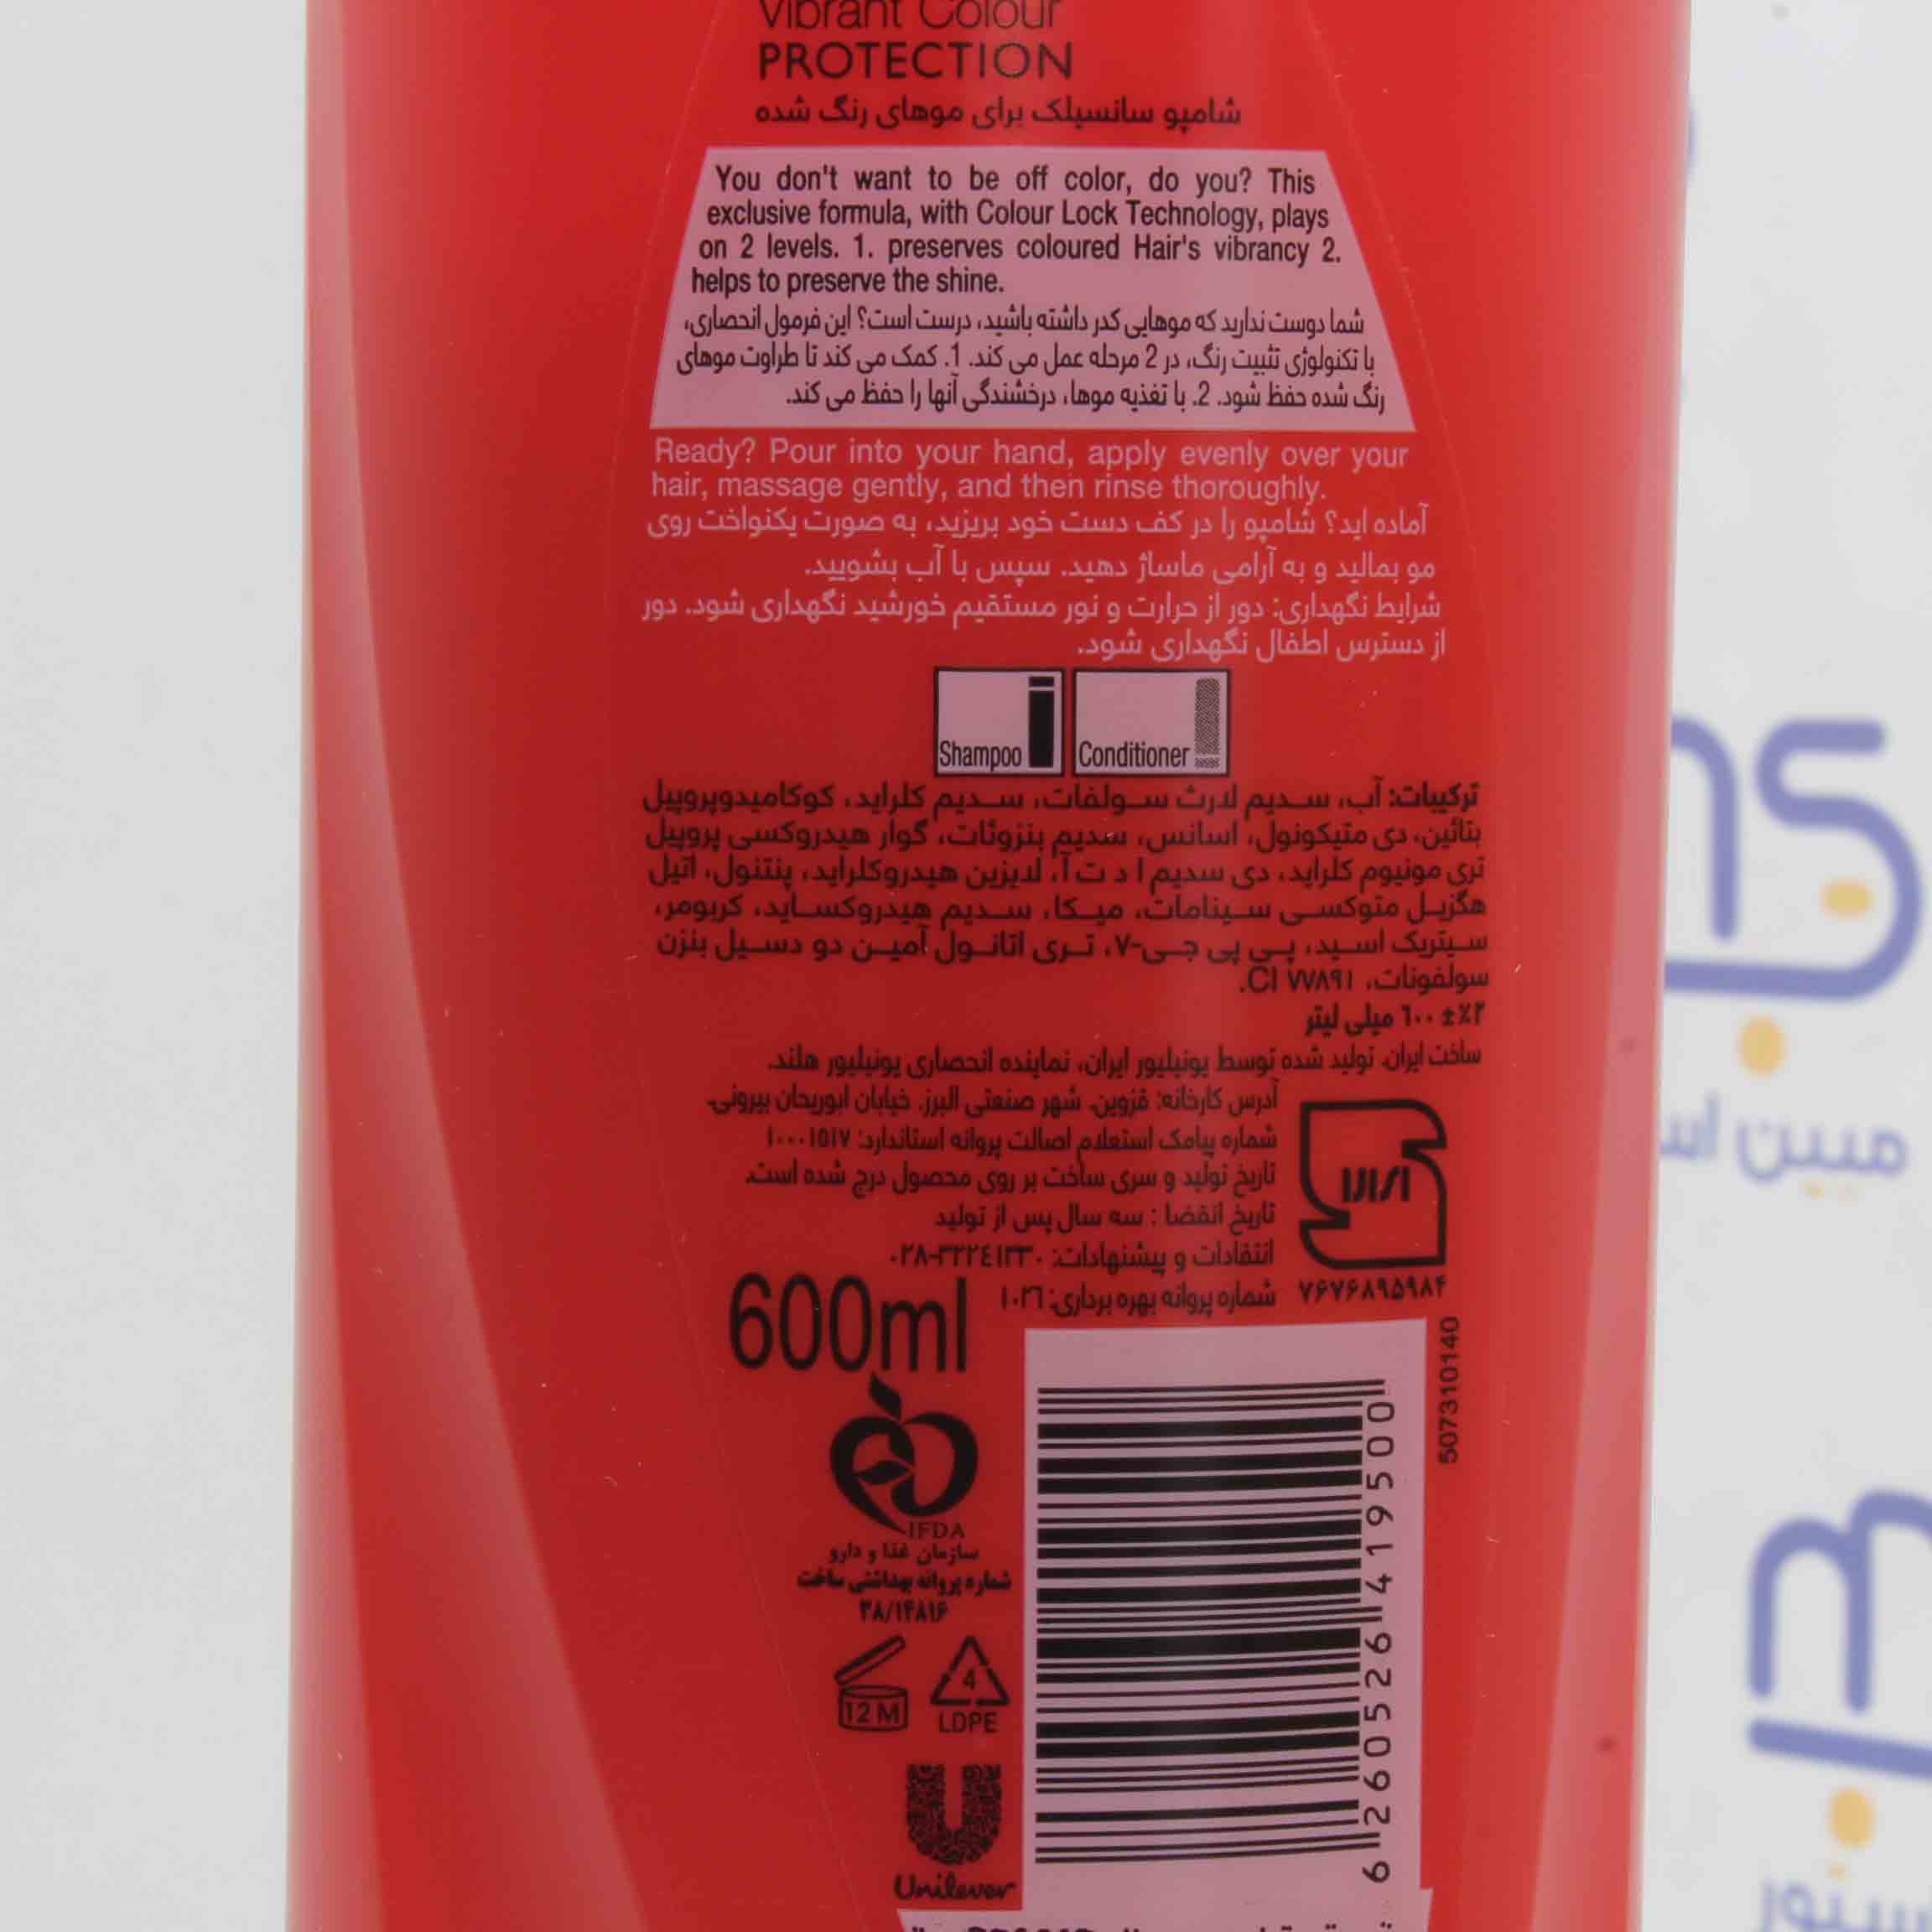 Vibrant Colour
PROTECTION
شامپو سانسیلک برای موهای رنگ شده
You don't want to be off color, do you? This
exclusive formula, with Colour Lock Technology, plays
on 2 levels. 1. preserves coloured Hair's vibrancy 2.
helps to preserve the shine.
شما دوست ندارید که موهایی کدر داشته باشید، درست است؟ این فرمول انحصاری،
با تکنولوژی تثبیت رنگ، در 2 مرحله عمل می کند. 1. کمک می کند تا طراوت موهای
رنگ شده حفظ شود. 2. با تغذیه موها، درخشندگی آنها را حفظ می کند.
Ready? Pour into your hand, apply evenly over your
hair, massage gently, and then rinse thoroughly.
آماده اید؟ شامپو را در کف دست خود بریزید، به صورت یکنواخت روی
مو بمالید و به آرامی ماساژ دهید. سپس با آب بشویید.
شرایط نگهداری: دور از حرارت و نور مستقیم خورشید نگهداری شود. دور
از دسترس اطفال نگهداری شود.
Shampoo Conditioner
ترکیبات: آب، سدیم لارث سولفات، سدیم کلراید، کوکامیدوپروپیل
بتائین، دی متیکونول، اسانس، سدیم بنزوئات، گوار هیدروکسی پروپیل
تری مونیوم کلراید، دی سدیم ا د ت آ، لایزین هیدروکلراید، پنتنول، اتیل
هگزیل متوکسی سینامات، میکا، سدیم هیدروکساید، کربومر،
سیتریک اسید، پی پی جی-۷، تری اتانول آمین دو دسیل بنزن
سولفونات، CI ۷۷۸۹۱.
۶۰۰ ±٪۲ میلی لیتر
ساخت ایران. تولید شده توسط یونیلیور ایران، نماینده انحصاری یونیلیور هلند.
آدرس کارخانه: قزوین، شهر صنعتی البرز، خیابان ابوریحان بیرونی.
شماره پیامک استعلام اصالت پروانه استاندارد: ۱۰۰۰۱۵۱۷
تاریخ تولید و سری ساخت بر روی محصول درج شده است.
تاریخ انقضا : سه سال پس از تولید
انتقادات و پیشنهادات: ۰۲۸-۳۲۲۴۱۳۳۰
شماره پروانه بهره برداری: ۱۰۲۶
۷۶۷۶۸۹۵۹۸۴
600ml
507310140
6 260526 419500
IFDA
سازمان غذا و دارو
شماره پروانه بهداشتی ساخت
۳۸/۱۴۸۱۶
12 M
4
LDPE
Unilever
مبین